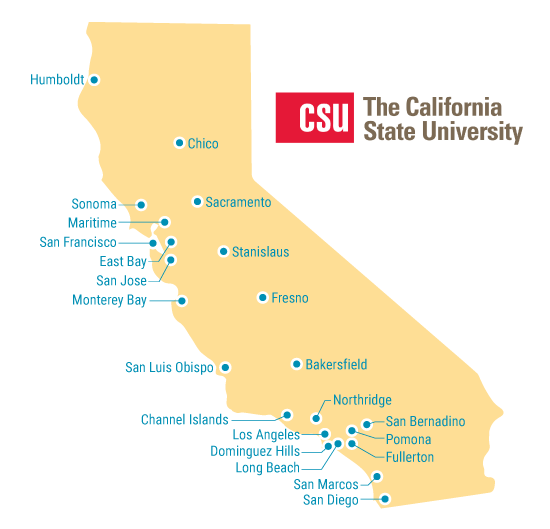 Humboldt
CSU
The California
State University
Chico
Sonoma
Sacramento
Maritime
San Francisco
East Bay
Stanislaus
San Jose
Monterey Bay
Fresno
San Luis Obispo
Bakersfield
Northridge
Channel Islands
San Bernadino
Los Angeles
Pomona
Dominguez Hills
Fullerton
Long Beach
San Marcos
San Diego